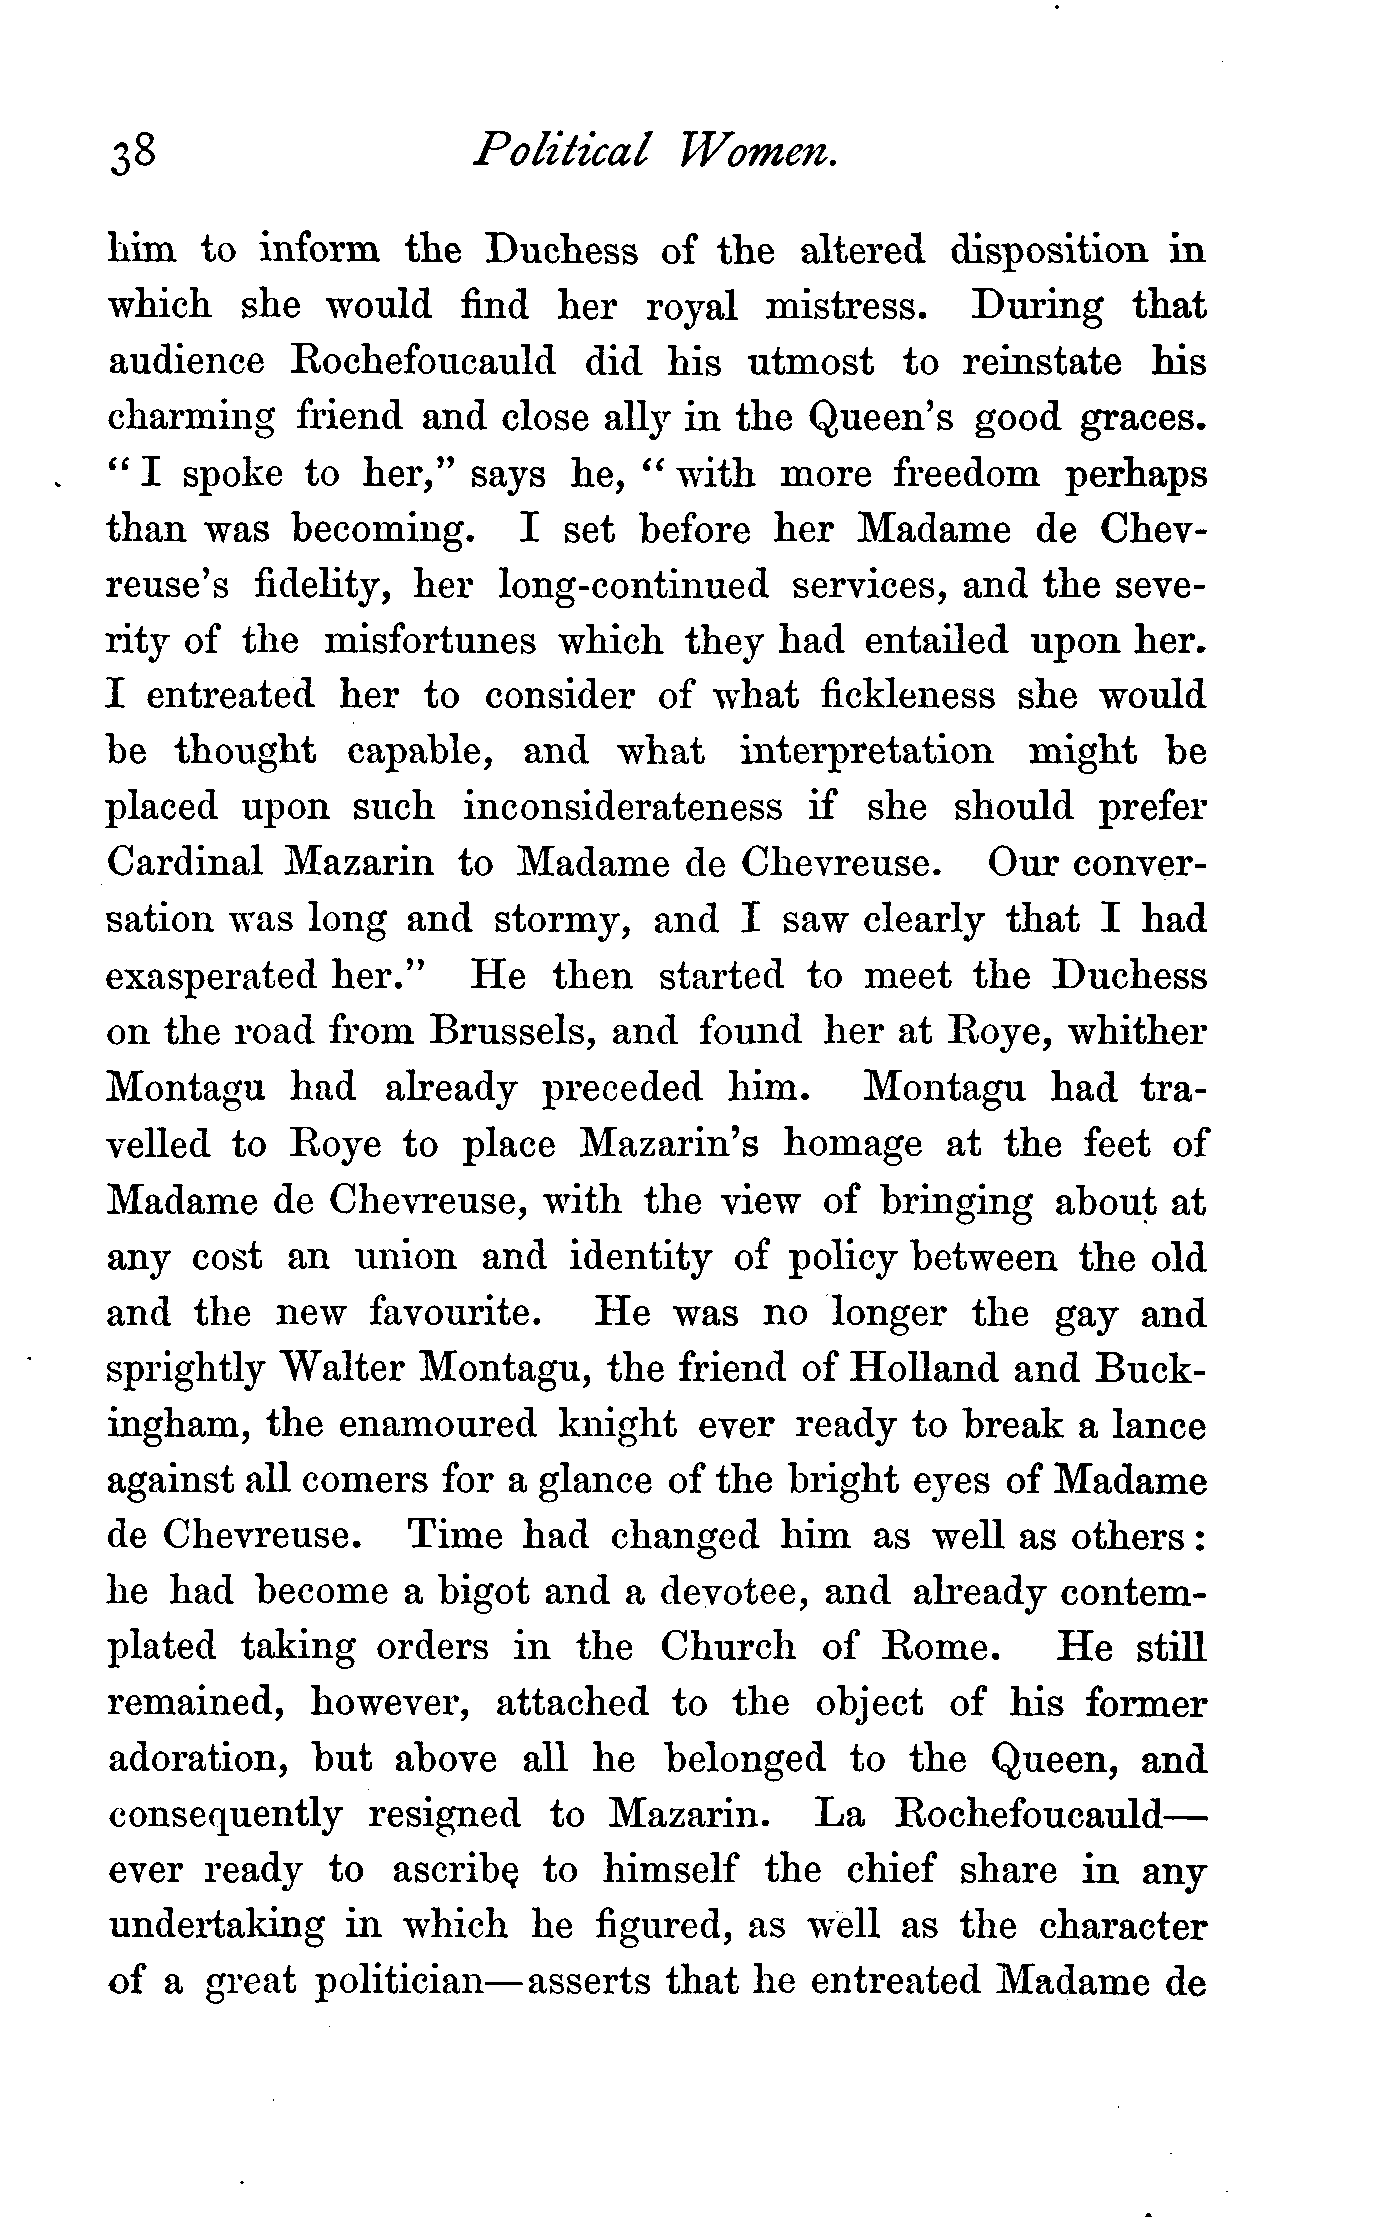 38 Political Women.
him to inform the Duchess of the altered disposition in
which she would find her royal mistress. During that
audience Rochefoucauld did his utmost to reinstate his
charming friend and close ally in the Queen's good graces.
“ I spoke to her,” says he, “ with more freedom perhaps
than was becoming. I set before her Madame de Chev-
reuse's fidelity, her long-continued services, and the seve-
rity of the misfortunes which they had entailed upon her.
I entreated her to consider of what fickleness she would
be thought capable, and what interpretation might be
placed upon such inconsiderateness if she should prefer
Cardinal Mazarin to Madame de Chevreuse. Our conver-
sation was long and stormy, and I saw clearly that I had
exasperated her.” He then started to meet the Duchess
on the road from Brussels, and found her at Roye, whither
Montagu had already preceded him. Montagu had tra-
velled to Roye to place Mazarin's homage at the feet of
Madame de Chevreuse, with the view of bringing about at
any cost an union and identity of policy between the old
and the new favourite. He was no longer the gay and
sprightly Walter Montagu, the friend of Holland and Buck-
ingham, the enamoured knight ever ready to break a lance
against all comers for a glance of the bright eyes of Madame
de Chevreuse. Time had changed him as well as others :
he had become a bigot and a devotee, and already contem-
plated taking orders in the Church of Rome. He still
remained, however, attached to the object of his former
adoration, but above all he belonged to the Queen, and
consequently resigned to Mazarin. La Rochefoucauld—
ever ready to ascribe to himself the chief share in any
undertaking in which he figured, as well as the character
of a great politician—asserts that he entreated Madame de